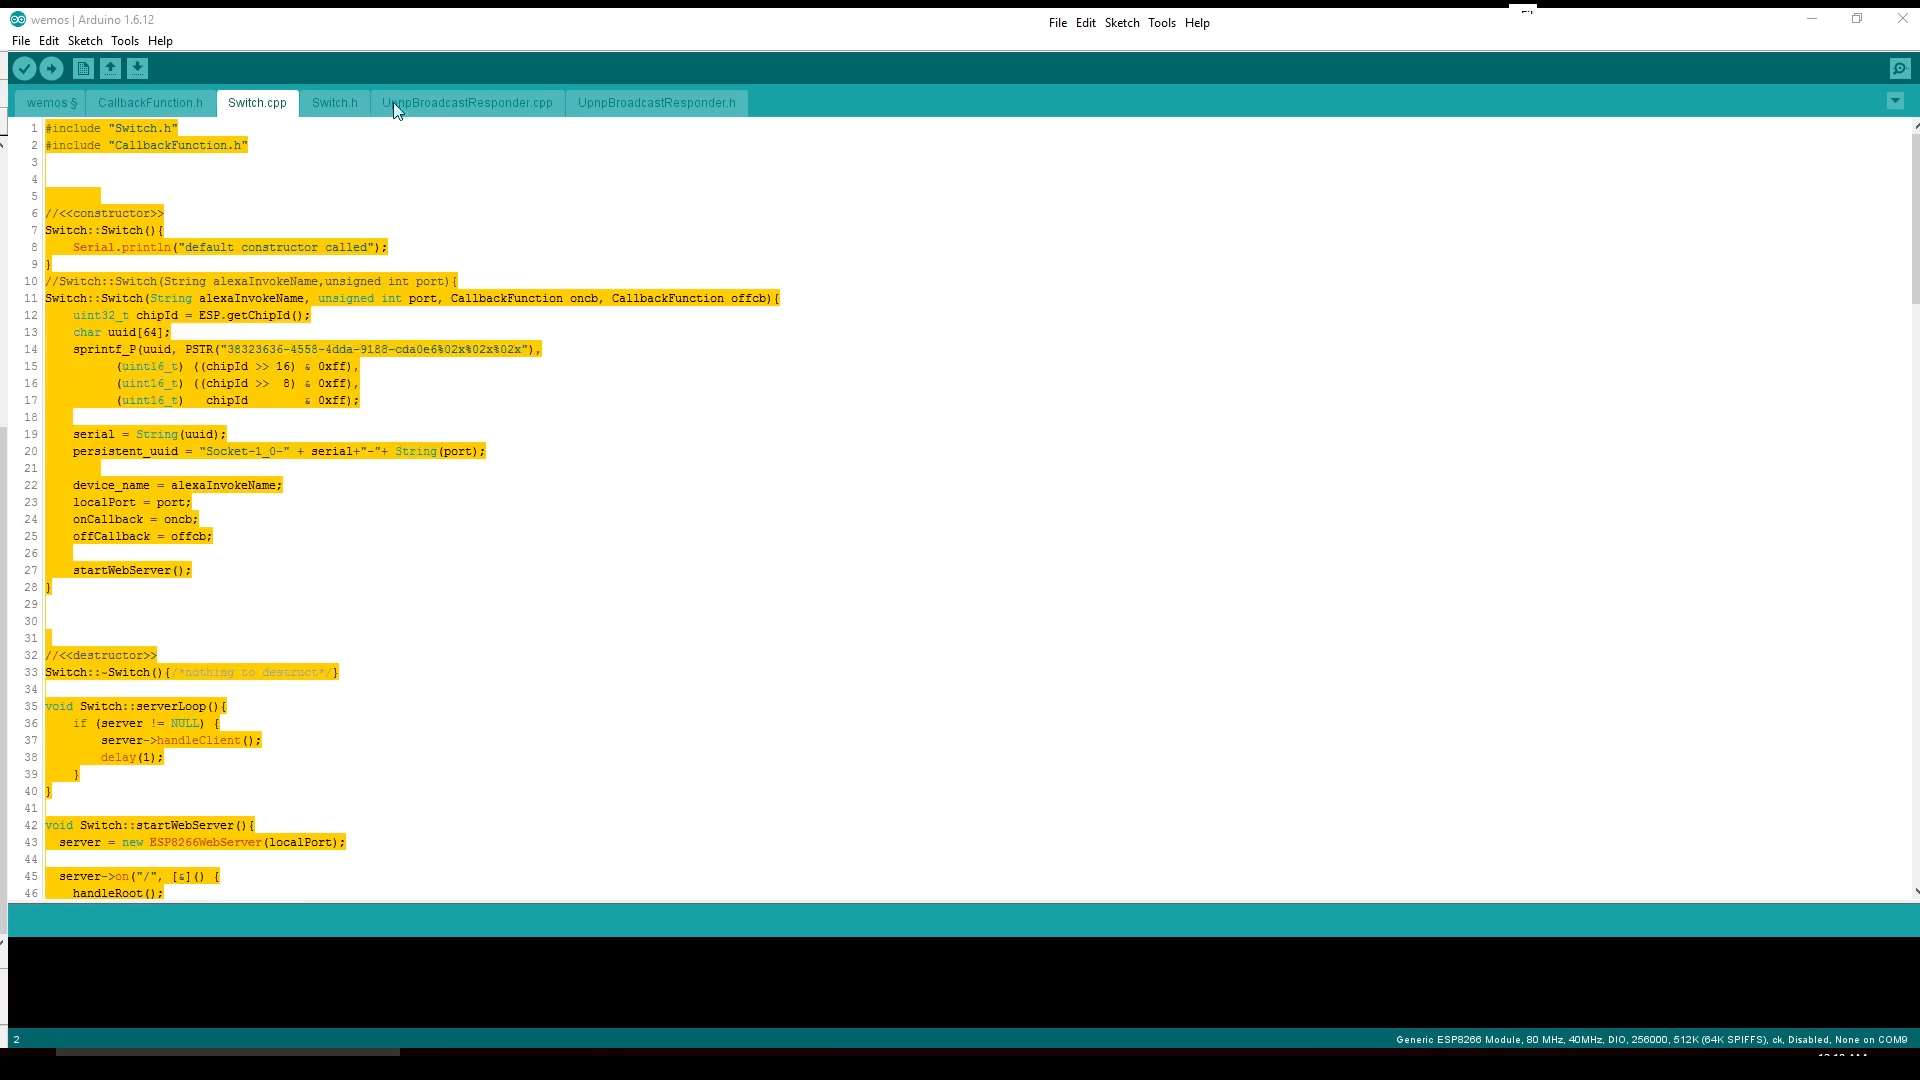 wemos | Arduino 1.6.12
File Edit Sketch Tools Help
File Edit Sketch Tools Help
wemos § CallbackFunction.h Switch.cpp Switch.h UpnpBroadcastResponder.cpp UpnpBroadcastResponder.h
1 #include "Switch.h"
2 #include "CallbackFunction.h"
3
4
5
6 //<<constructor>>
7 Switch::Switch(){
8 Serial.println("default constructor called");
9 }
10 //Switch::Switch(String alexaInvokeName,unsigned int port){
11 Switch::Switch(String alexaInvokeName, unsigned int port, CallbackFunction oncb, CallbackFunction offcb){
12 uint32_t chipId = ESP.getChipId();
13 char uuid[64];
14 sprintf_P(uuid, PSTR("38323636-4558-4dda-9188-cda0e6%02x%02x%02x"),
15 (uint16_t) ((chipId >> 16) & 0xff),
16 (uint16_t) ((chipId >> 8) & 0xff),
17 (uint16_t) chipId & 0xff);
18
19 serial = String(uuid);
20 persistent_uuid = "Socket-1_0-" + serial+"-"+ String(port);
21
22 device_name = alexaInvokeName;
23 localPort = port;
24 onCallback = oncb;
25 offCallback = offcb;
26
27 startWebServer();
28 }
29
30
31
32 //<<destructor>>
33 Switch::~Switch(){/*nothing to destruct*/}
34
35 void Switch::serverLoop(){
36 if (server != NULL) {
37 server->handleClient();
38 delay(1);
39 }
40 }
41
42 void Switch::startWebServer(){
43 server = new ESP8266WebServer(localPort);
44
45 server->on("/", [&]() {
46 handleRoot();
2
Generic ESP8266 Module, 80 MHz, 40MHz, DIO, 256000, 512K (64K SPIFFS), ck, Disabled, None on COM9